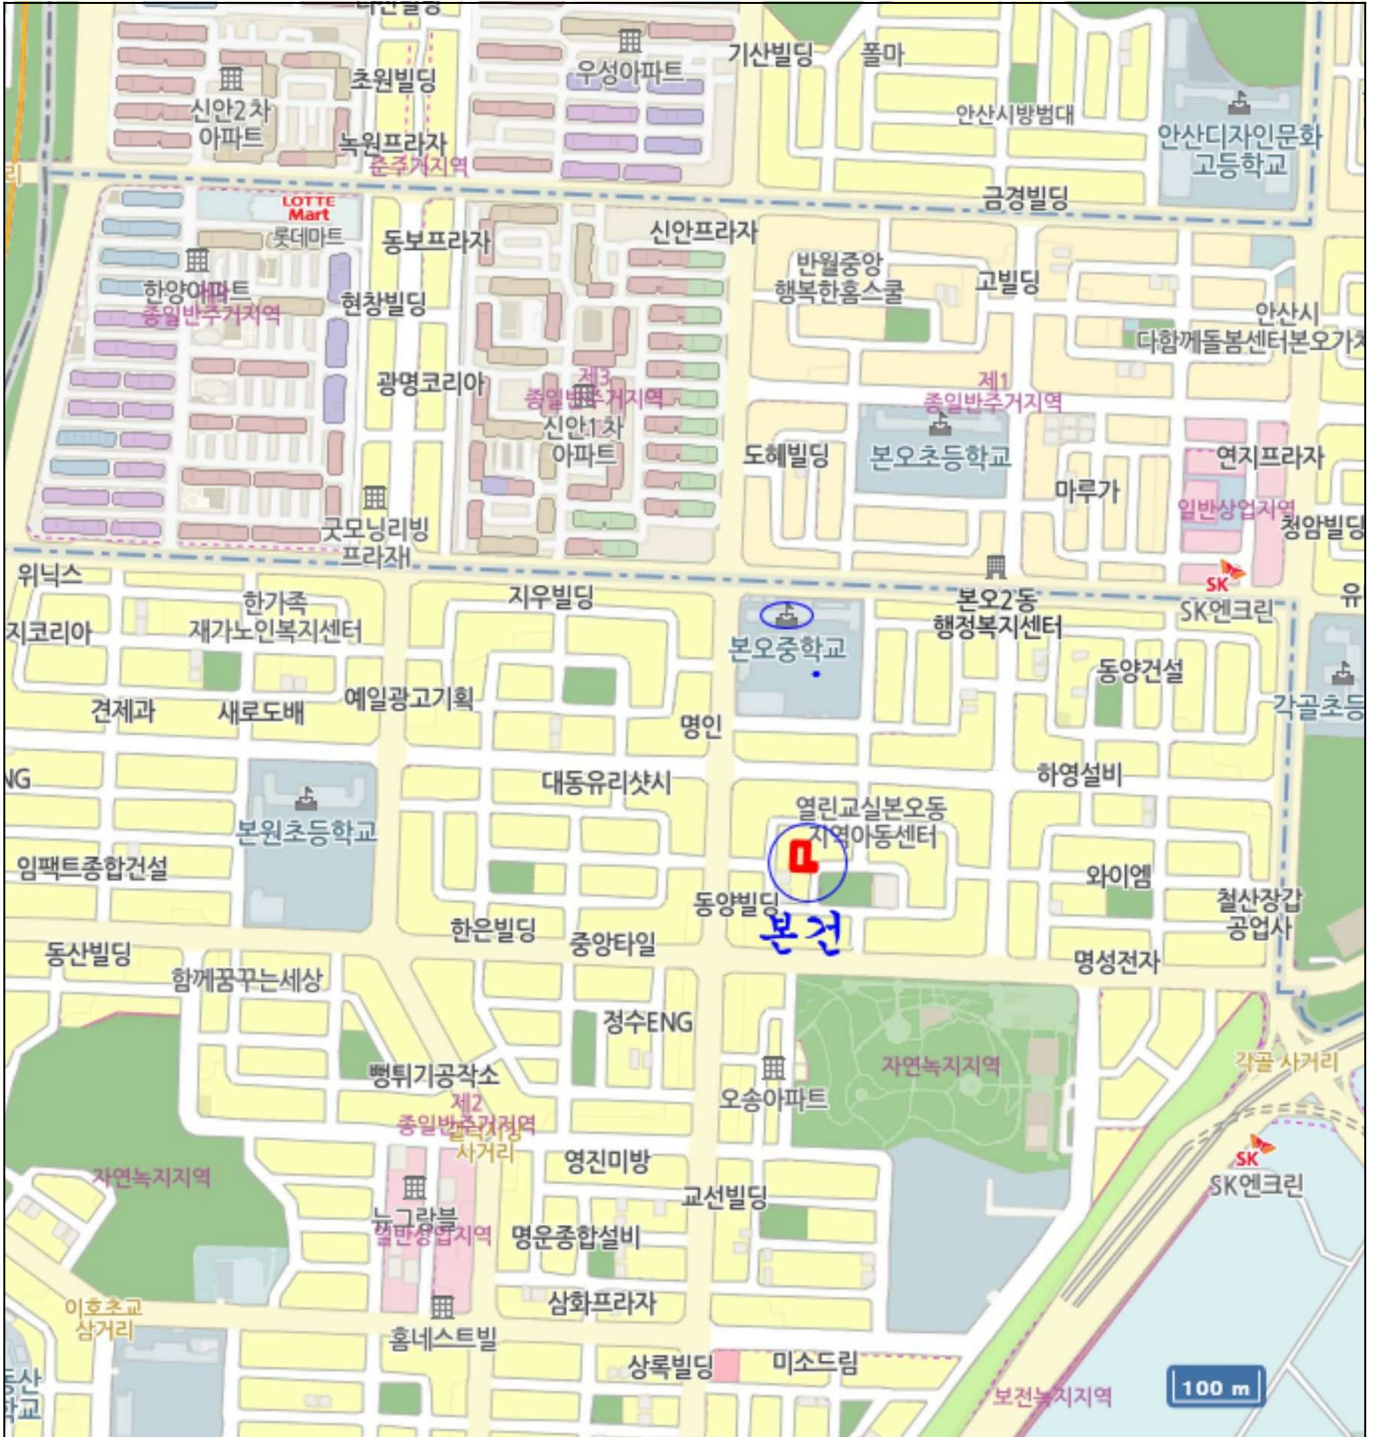 우성아파트
기산빌딩
폴마
신안2차
아파트
초원빌딩
녹원프라자
준주거지역
안산시방범대
안산디자인문화
고등학교
리
금경빌딩
LOTTE
Mart
롯데마트
동보프라자
신안프라자
반월중앙
행복한홈스쿨
고빌딩
한양아파트
종일반주거지역
현창빌딩
안산시
다함께돌봄센터본오가치
광명코리아
제3
종일반주거지역
신안1차
아파트
제1
종일반주거지역
도혜빌딩
본오초등학교
마루가
연지프라자
일반상업지역
청암빌딩
굿모닝리빙
프라자I
위닉스
한가족
재가노인복지센터
지우빌딩
본오2동
행정복지센터
SK
SK엔크린
유
지코리아
본오중학교
동양건설
각골초등
견제과
새로도배
예일광고기획
명인
NG
대동유리샷시
하영설비
본원초등학교
열린교실본오동
지역아동센터
임팩트종합건설
와이엠
동양빌딩
본건
철산장갑
공업사
동산빌딩
한은빌딩
중앙타일
명성전자
함께꿈꾸는세상
정수ENG
자연녹지지역
각골 사거리
뻥튀기공작소
오송아파트
제2
종일반주거지역
사거리
영진미방
SK
SK엔크린
자연녹지지역
교선빌딩
뉴그랑블
일반상업지역
명운종합설비
이호초교
삼거리
삼화프라자
홈네스트빌
상록빌딩
미소드림
동산
학교
보전녹지지역
100 m